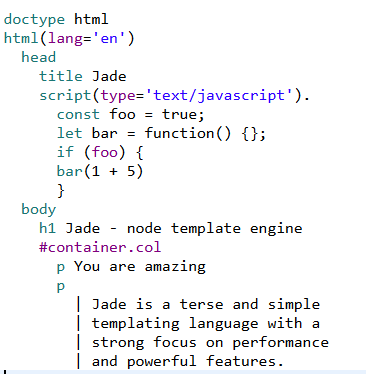 doctype html
html(lang='en')
  head
    title Jade
    script(type='text/javascript').
      const foo = true;
      let bar = function() {};
      if (foo) {
      bar(1 + 5)
      }
  body
    h1 Jade - node template engine
    #container.col
      p You are amazing
      p
        | Jade is a terse and simple
        | templating language with a
        | strong focus on performance
        | and powerful features.